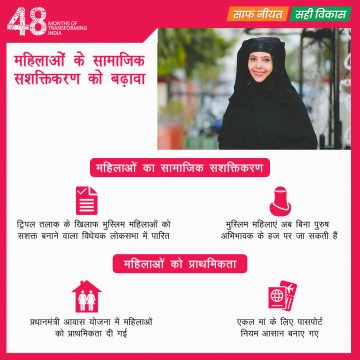 48 MONTHS OF
TRANSFORMING
INDIA
साफ नीयत सही विकास
महिलाओं के सामाजिक
सशक्तिकरण को बढ़ावा
महिलाओं का सामाजिक सशक्तिकरण
ट्रिपल तलाक के खिलाफ मुस्लिम महिलाओं को
सशक्त बनाने वाला विधेयक लोकसभा में पारित
मुस्लिम महिलाएं अब बिना पुरुष
अभिभावक के हज पर जा सकती हैं
महिलाओं को प्राथमिकता
प्रधानमंत्री आवास योजना में महिलाओं
को प्राथमिकता दी गई
एकल मां के लिए पासपोर्ट
नियम आसान बनाए गए